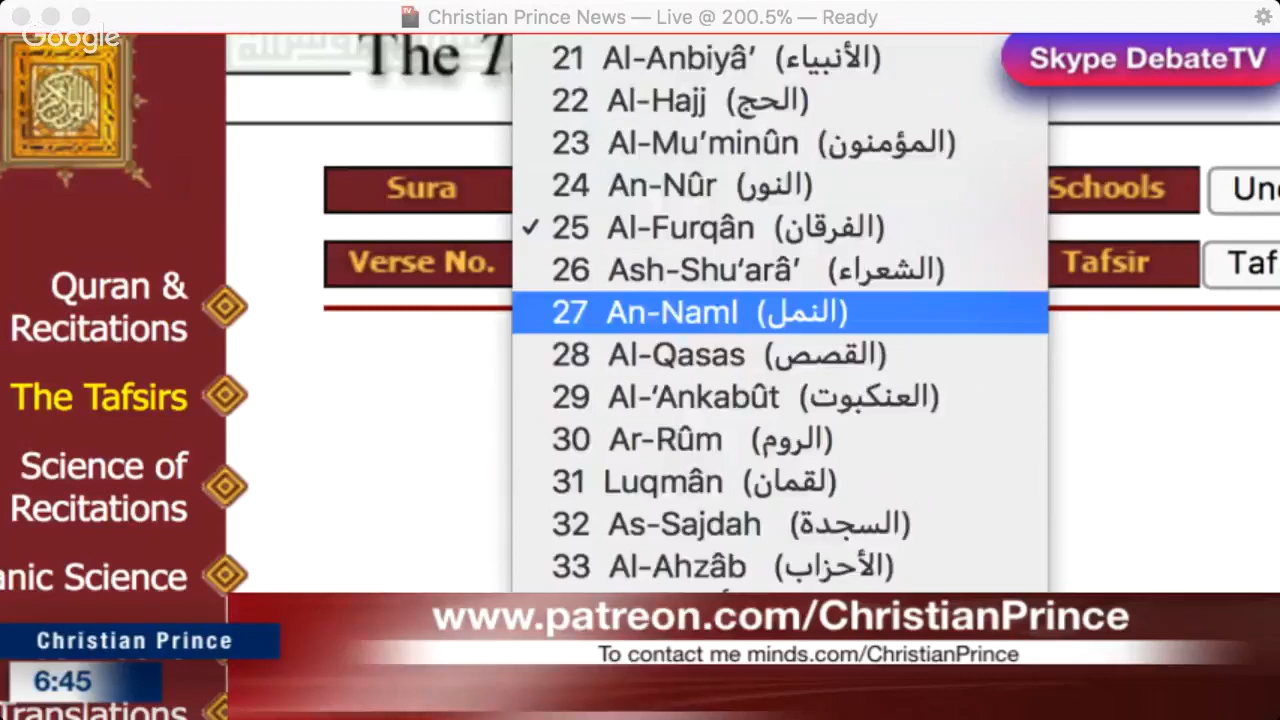 Christian Prince News — Live @ 200.5% — Ready
Google
The
Skype DebateTV
21 Al-Anbiyâ’ (الأنبياء)
22 Al-Hajj (الحج)
23 Al-Mu’minûn (المؤمنون)
24 An-Nûr (النور)
✓ 25 Al-Furqân (الفرقان)
26 Ash-Shu‘arâ’ (الشعراء)
27 An-Naml (النمل)
28 Al-Qasas (القصص)
29 Al-‘Ankabût (العنكبوت)
30 Ar-Rûm (الروم)
31 Luqmân (لقمان)
32 As-Sajdah (السجدة)
33 Al-Ahzâb (الأحزاب)
Sura
Schools
Verse No.
Tafsir
Taf
Quran &
Recitations
The Tafsirs
Science of
Recitations
anic Science
Translations
www.patreon.com/ChristianPrince
To contact me minds.com/ChristianPrince
Christian Prince
6:45